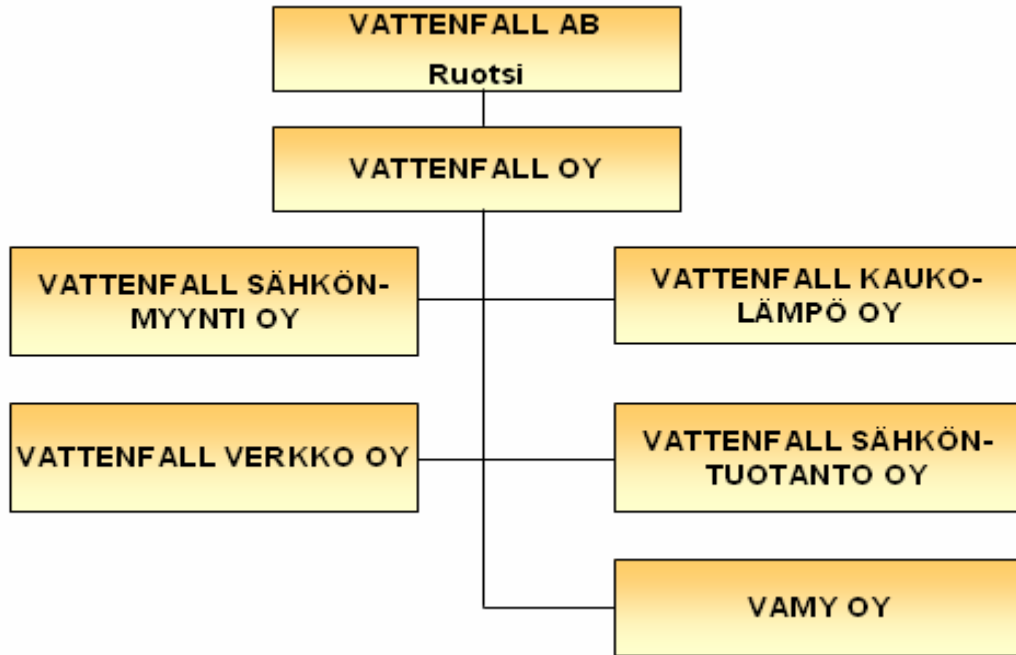 VATTENFALL AB
Ruotsi
VATTENFALL OY
VATTENFALL SÄHKÖN-
MYYNTI OY
VATTENFALL KAUKO-
LÄMPÖ OY
VATTENFALL VERKKO OY
VATTENFALL SÄHKÖN-
TUOTANTO OY
VAMY OY